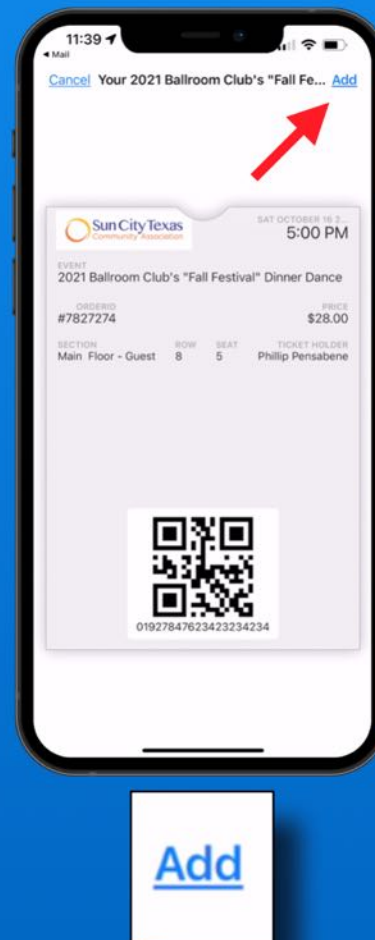 11:39
Mail
Cancel Your 2021 Ballroom Club's "Fall Fe... Add
Sun City Texas
Community Association
SAT OCTOBER 16 2...
5:00 PM
EVENT
2021 Ballroom Club's "Fall Festival" Dinner Dance
ORDERID PRICE
#7827274 $28.00
SECTION ROW SEAT TICKET HOLDER
Main Floor - Guest 8 5 Phillip Pensabene
01927847623423234234
Add